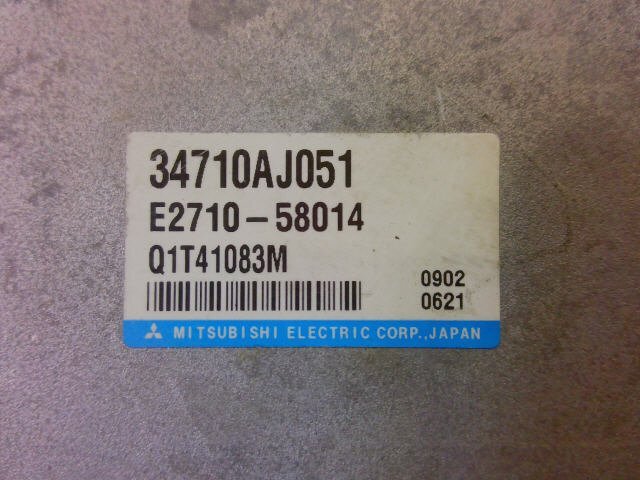 34710AJ051
E2710-58014
Q1T41083M
0902
0621
MITSUBISHI ELECTRIC CORP.,JAPAN